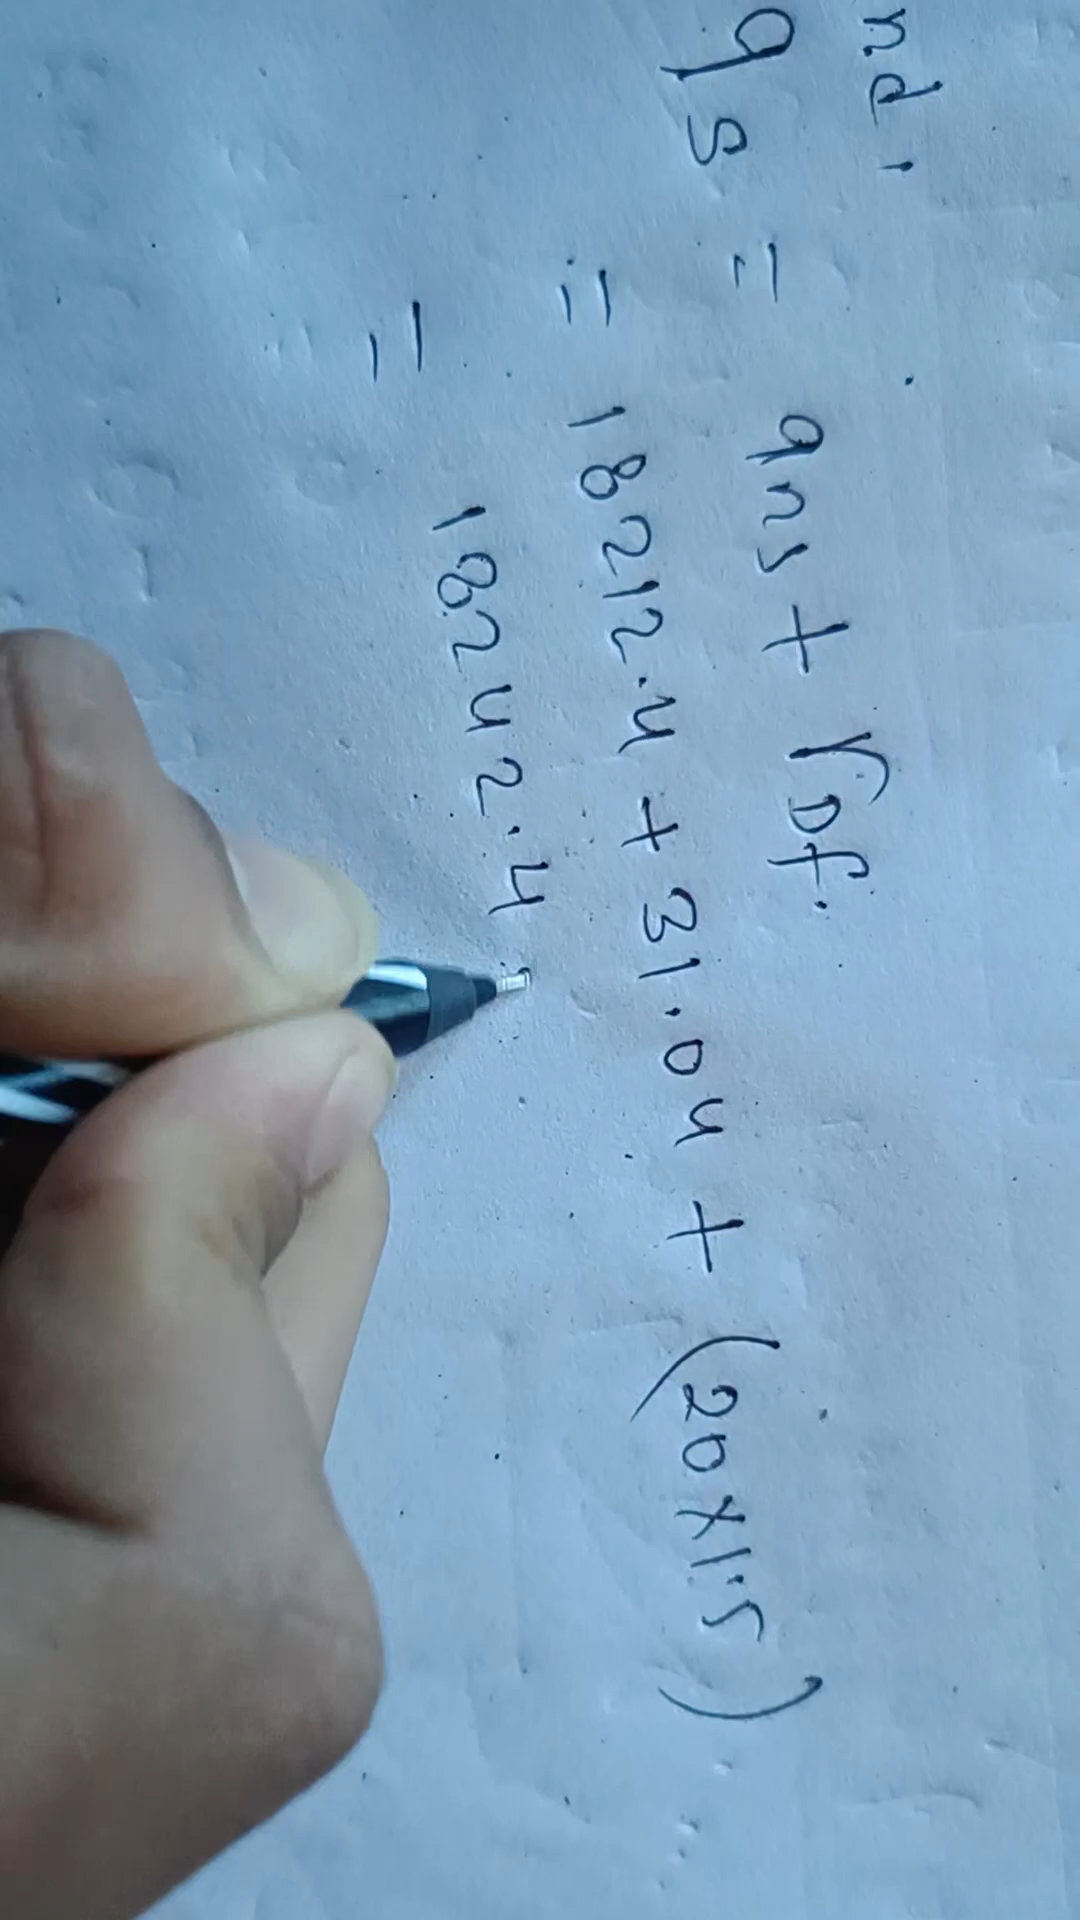 nd,
qs = qns + γDf.
= 18212.4 + 31.04 + (20×1.5)
= 18242.4